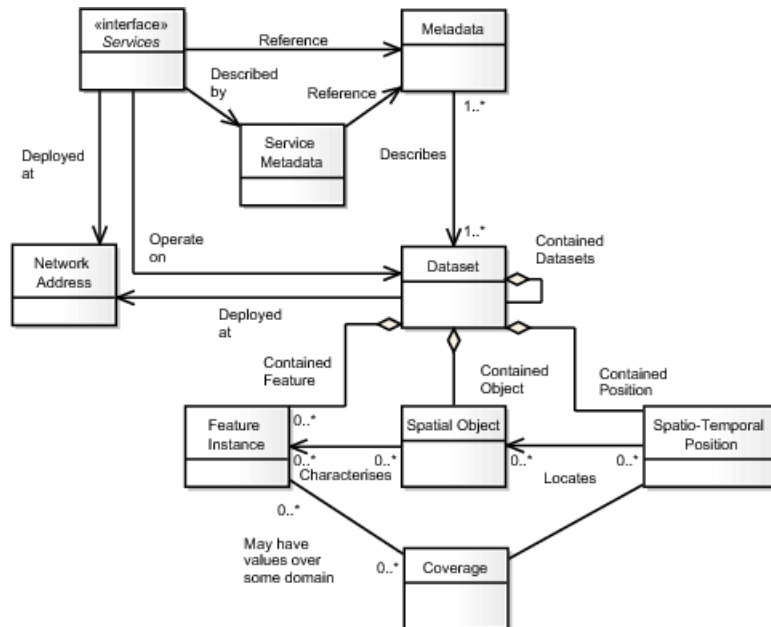 «interface»
Services
Reference
Metadata
Described
by
Reference
1..*
Service
Metadata
Deployed
at
Describes
Operate
on
1..*
Contained
Datasets
Network
Address
Dataset
Deployed
at
Contained
Feature
Contained
Object
Contained
Position
0..*
Feature
Instance
Spatial Object
Spatio-Temporal
Position
0..*
0..*
0..*
0..*
Characterises
Locates
0..*
May have
values over
some domain
0..*
Coverage